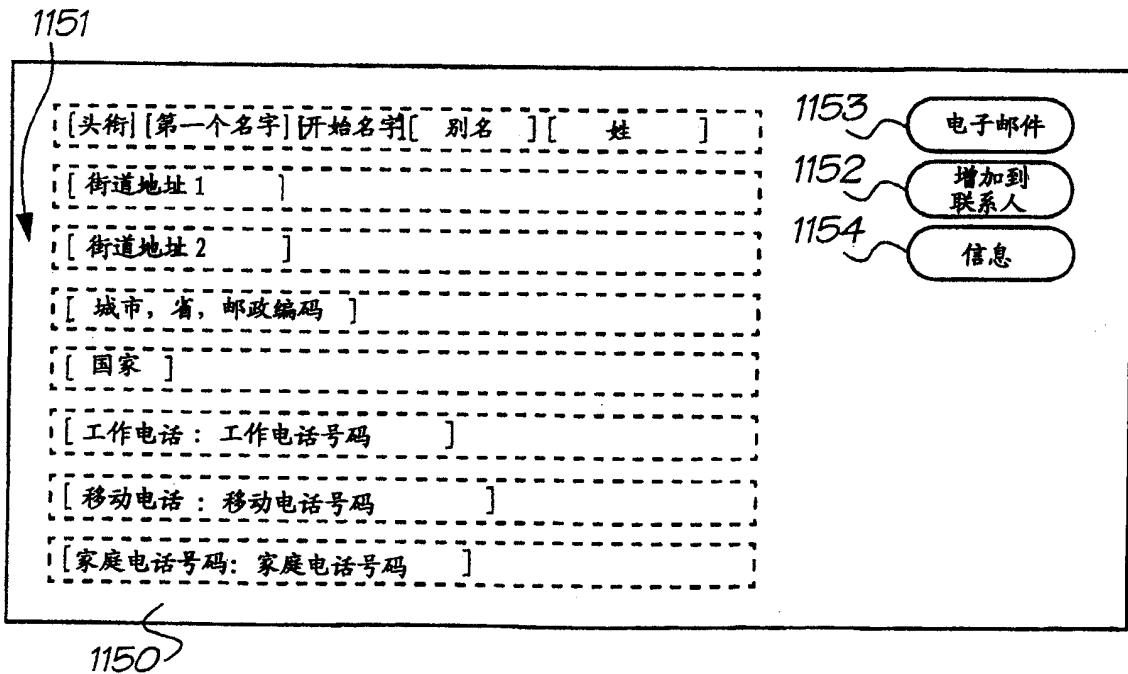 1151
[头衔] [第一个名字] [开始名字] [ 别名 ] [ 姓 ]
[ 街道地址 1 ]
[ 街道地址 2 ]
[ 城市，省，邮政编码 ]
[ 国家 ]
[ 工作电话： 工作电话号码 ]
[ 移动电话： 移动电话号码 ]
[家庭电话号码： 家庭电话号码 ]
1153
电子邮件
1152
增加到
联系人
1154
信息
1150